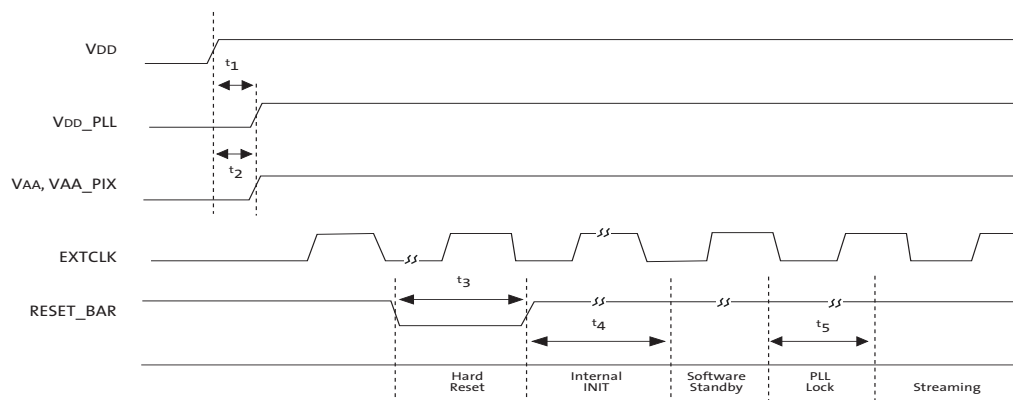 VDD
t1
VDD_PLL
t2
VAA, VAA_PIX
EXTCLK
t3
RESET_BAR
t4
t5
Hard
Reset
Internal
INIT
Software
Standby
PLL
Lock
Streaming